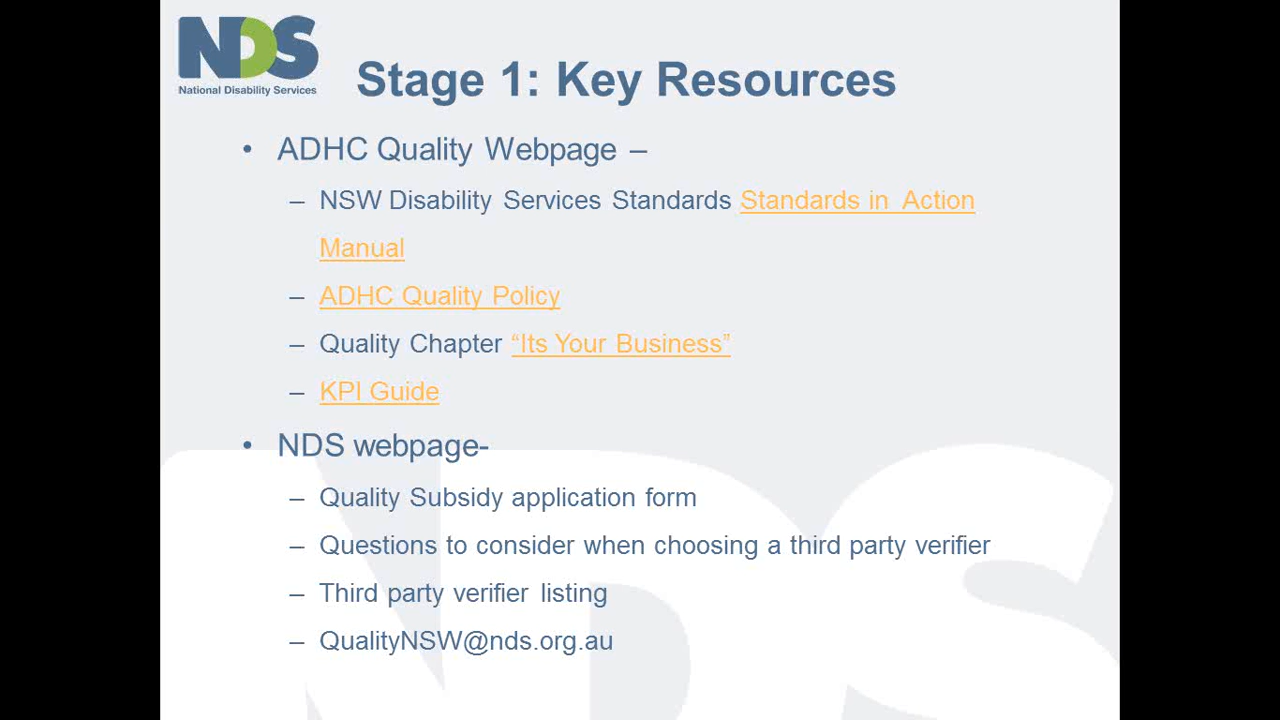 NDS
National Disability Services
Stage 1: Key Resources
• ADHC Quality Webpage –
– NSW Disability Services Standards Standards in Action
Manual
– ADHC Quality Policy
– Quality Chapter “Its Your Business”
– KPI Guide
• NDS webpage-
– Quality Subsidy application form
– Questions to consider when choosing a third party verifier
– Third party verifier listing
– QualityNSW@nds.org.au